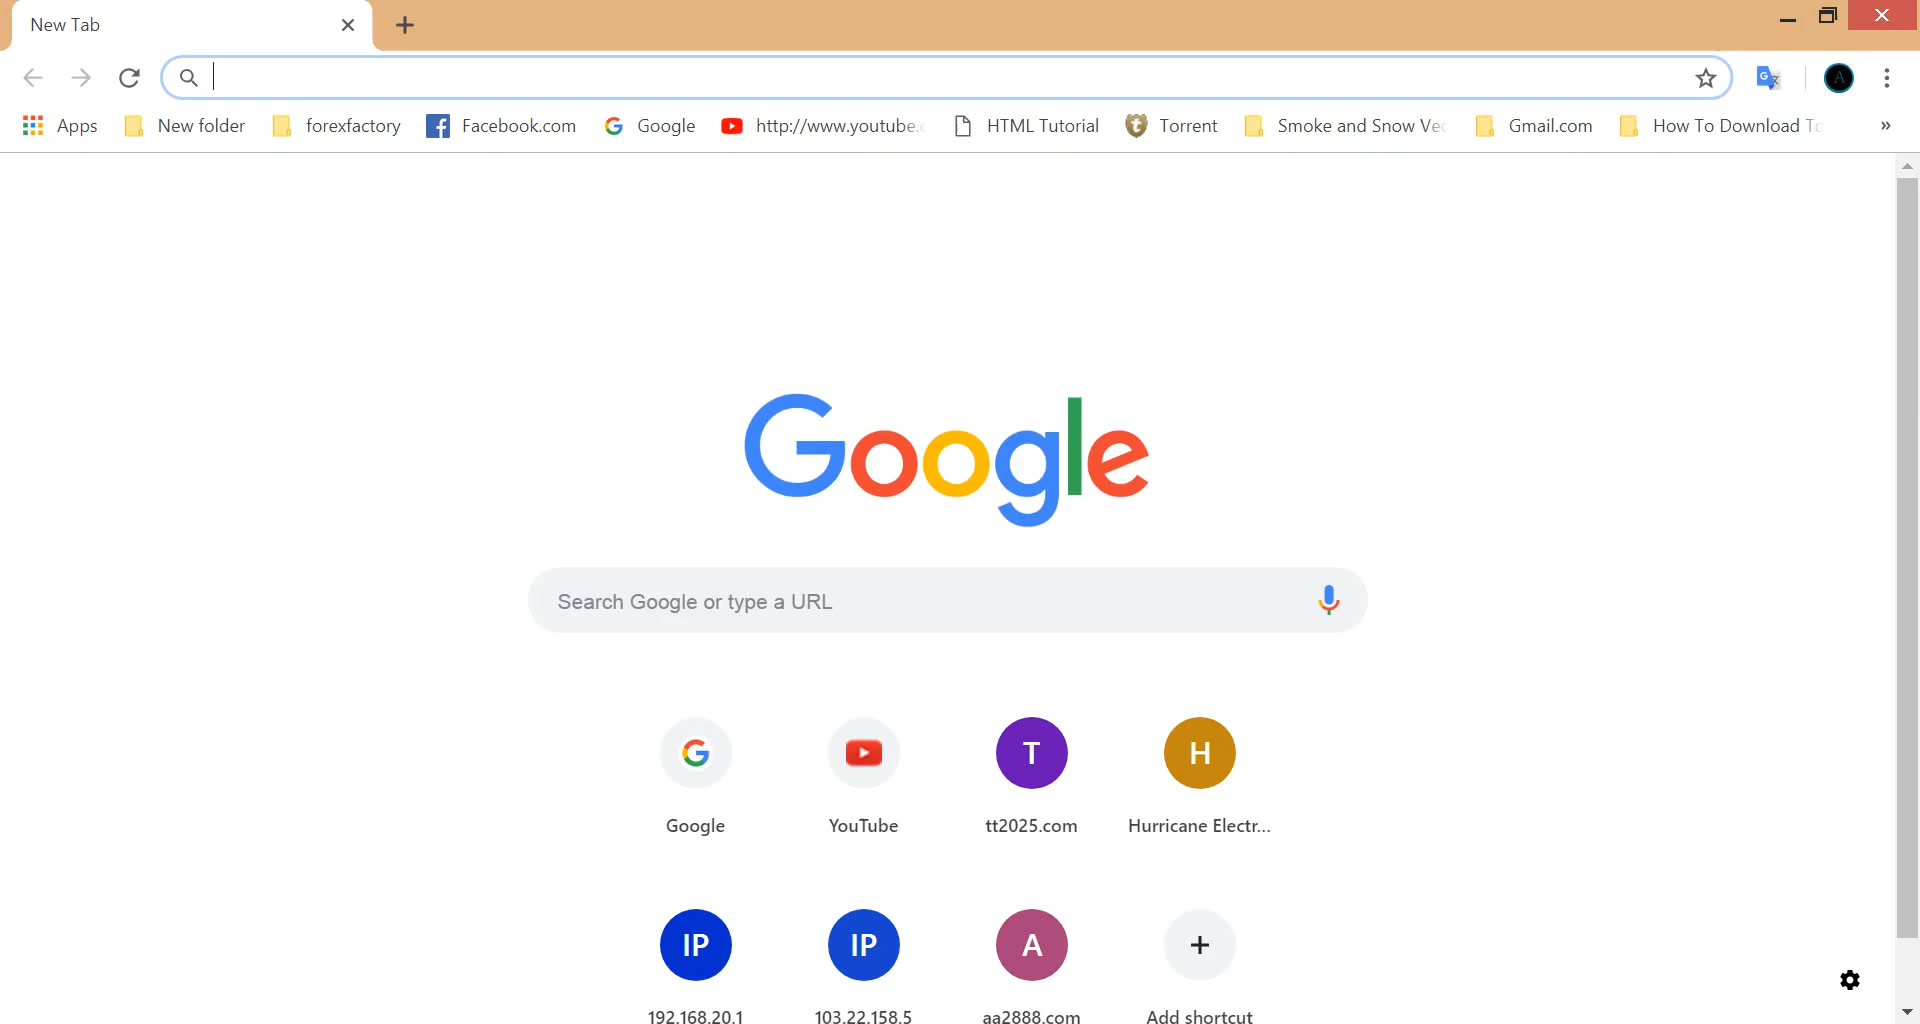 New Tab
Apps New folder forexfactory Facebook.com Google http://www.youtube. HTML Tutorial Torrent Smoke and Snow Gmail.com How To Download
Google
Search Google or type a URL
T H
Google YouTube tt2025.com Hurricane Electr...
IP IP A
192.168.20.1 103.22.158.5 aa2888.com Add shortcut